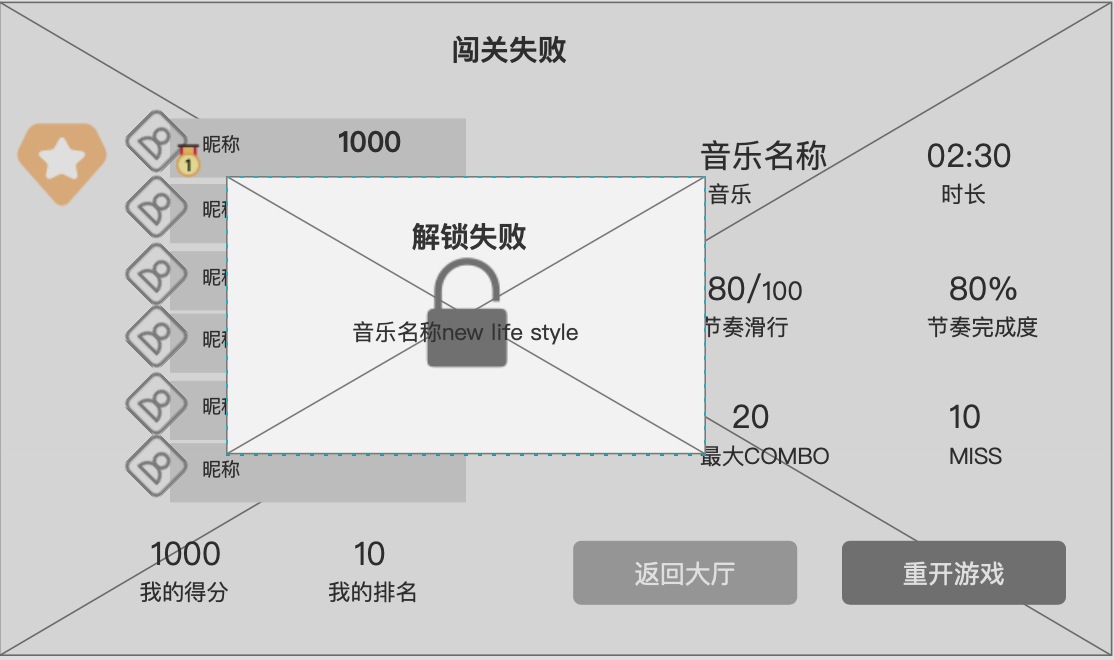 闯关失败
1
昵称 1000
昵称
昵称
昵称
昵称
昵称
解锁失败
音乐名称new life style
音乐名称 02:30
音乐 时长
80/100 80%
节奏滑行 节奏完成度
20 10
最大COMBO MISS
1000 10
我的得分 我的排名
返回大厅 重开游戏